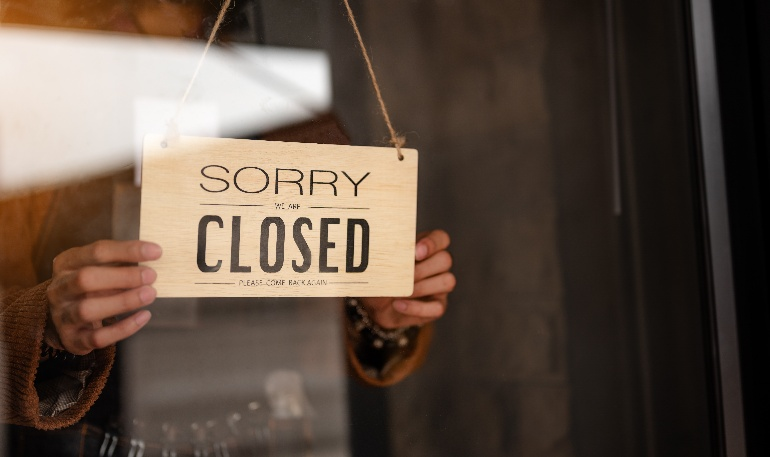 SORRY
WE ARE
CLOSED
PLEASE COME BACK AGAIN